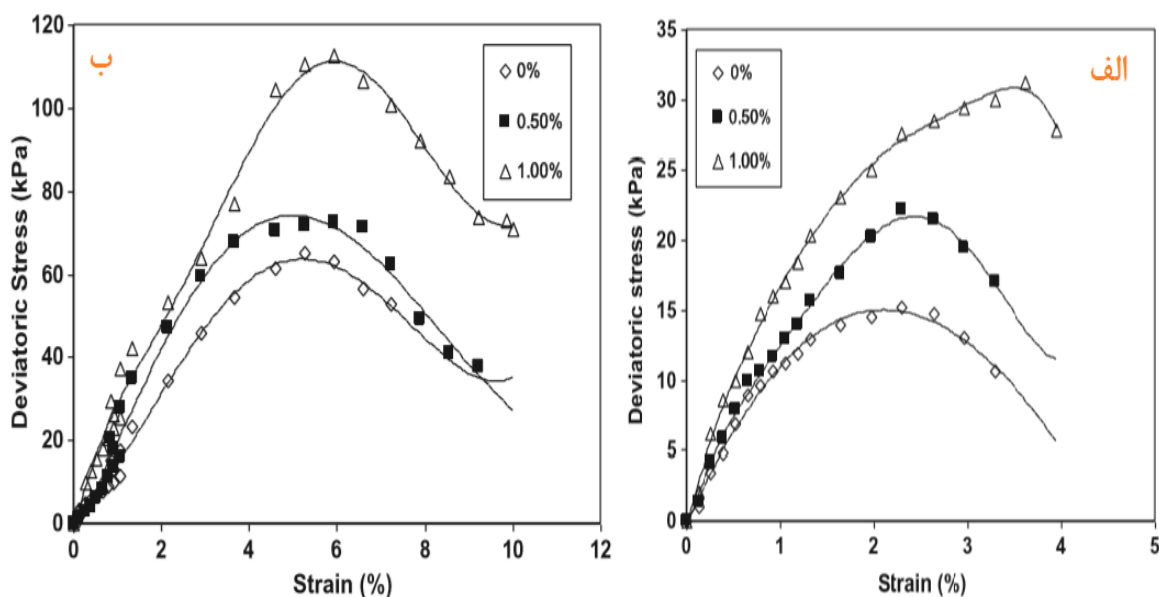 ب
Deviatoric Stress (kPa)
120
100
80
60
40
20
0
0%
0.50%
1.00%
0 2 4 6 8 10 12
Strain (%)
الف
Deviatoric stress (kPa)
35
30
25
20
15
10
5
0
0%
0.50%
1.00%
0 1 2 3 4 5
Strain (%)